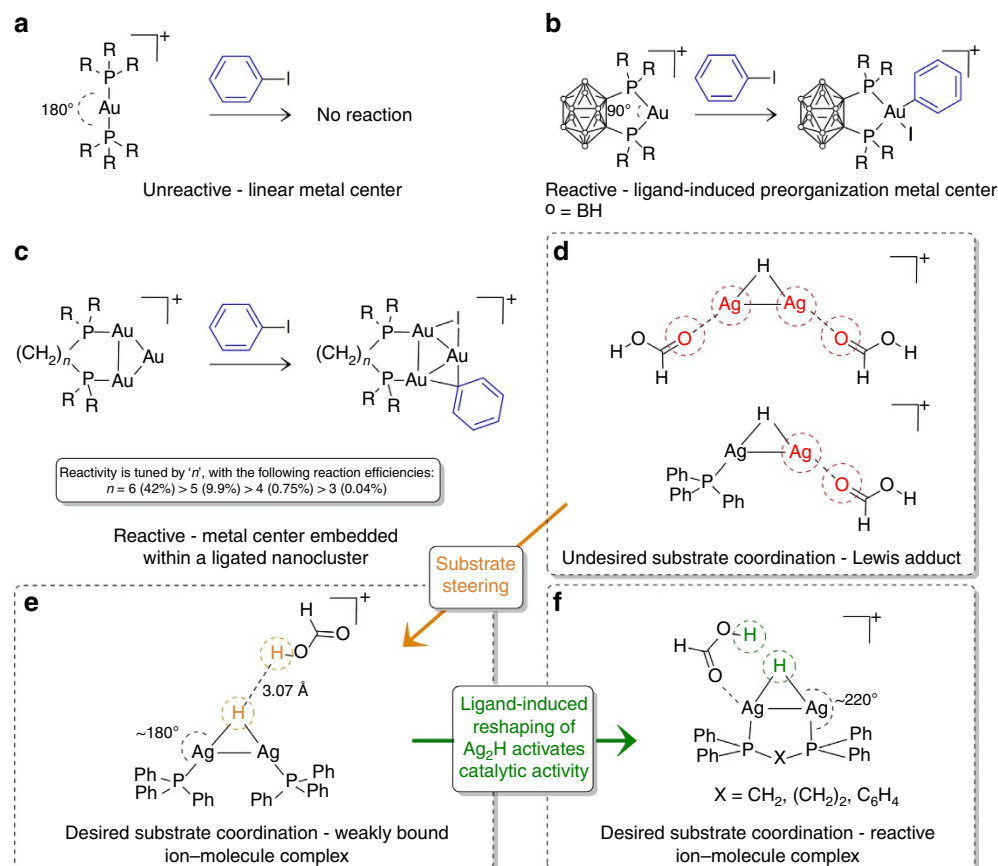 a
R
R
P
R
180°
Au
P
R
R
R
+
I
No reaction
Unreactive - linear metal center
b
R
R
P
90°
Au
P
R
R
+
I
R
R
P
Au
I
P
R
R
+
Reactive - ligand-induced preorganization metal center
o = BH
c
R
R
P
Au
(CH2)n
Au
P
Au
R
R
+
I
R
R
P
Au
I
(CH2)n
Au
P
Au
R
R
+
Reactivity is tuned by ‘n’, with the following reaction efficiencies:
n = 6 (42%) > 5 (9.9%) > 4 (0.75%) > 3 (0.04%)
Reactive - metal center embedded
within a ligated nanocluster
d
+
H
Ag
Ag
HO
O
H
O
O
H
H
+
H
Ag
Ag
P
Ph
Ph
Ph
O
O
H
H
Undesired substrate coordination - Lewis adduct
Substrate
steering
e
+
H
O
H
O
3.07 Å
H
~180°
Ag
Ag
Ph
P
Ph
Ph
P
Ph
Ph
Ph
Desired substrate coordination - weakly bound
ion–molecule complex
Ligand-induced
reshaping of
Ag2H activates
catalytic activity
f
+
O
H
H
O
H
~220°
Ag
Ag
Ph
Ph
P
P
Ph
Ph
X
X = CH2, (CH2)2, C6H4
Desired substrate coordination - reactive
ion–molecule complex